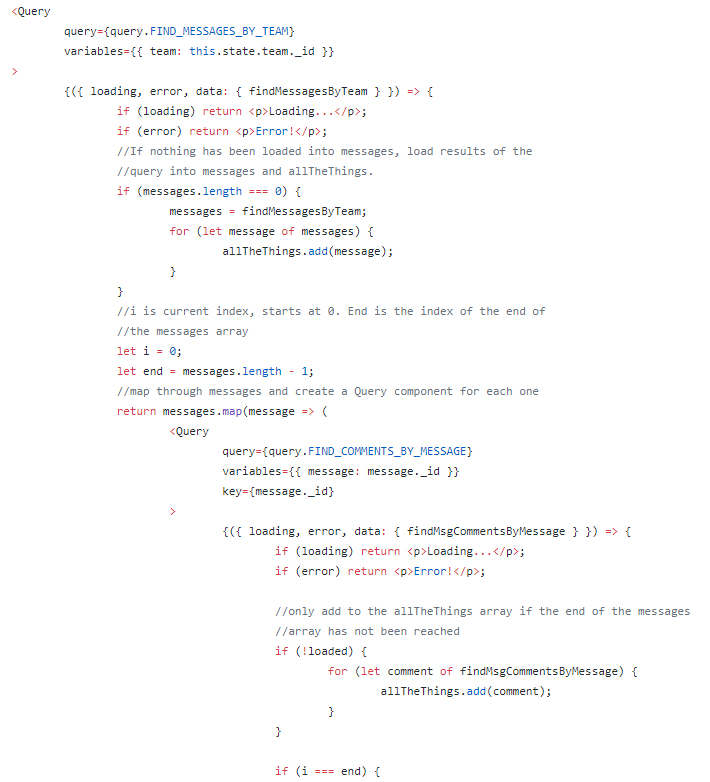 <Query
query={query.FIND_MESSAGES_BY_TEAM}
variables={{ team: this.state.team._id }}
>
{({ loading, error, data: { findMessagesByTeam } }) => {
if (loading) return <p>Loading...</p>;
if (error) return <p>Error!</p>;
//If nothing has been loaded into messages, load results of the
//query into messages and allTheThings.
if (messages.length === 0) {
messages = findMessagesByTeam;
for (let message of messages) {
allTheThings.add(message);
}
}
//i is current index, starts at 0. End is the index of the end of
//the messages array
let i = 0;
let end = messages.length - 1;
//map through messages and create a Query component for each one
return messages.map(message => (
<Query
query={query.FIND_COMMENTS_BY_MESSAGE}
variables={{ message: message._id }}
key={message._id}
>
{({ loading, error, data: { findMsgCommentsByMessage } }) => {
if (loading) return <p>Loading...</p>;
if (error) return <p>Error!</p>;
//only add to the allTheThings array if the end of the messages
//array has not been reached
if (!loaded) {
for (let comment of findMsgCommentsByMessage) {
allTheThings.add(comment);
}
}
if (i === end) {